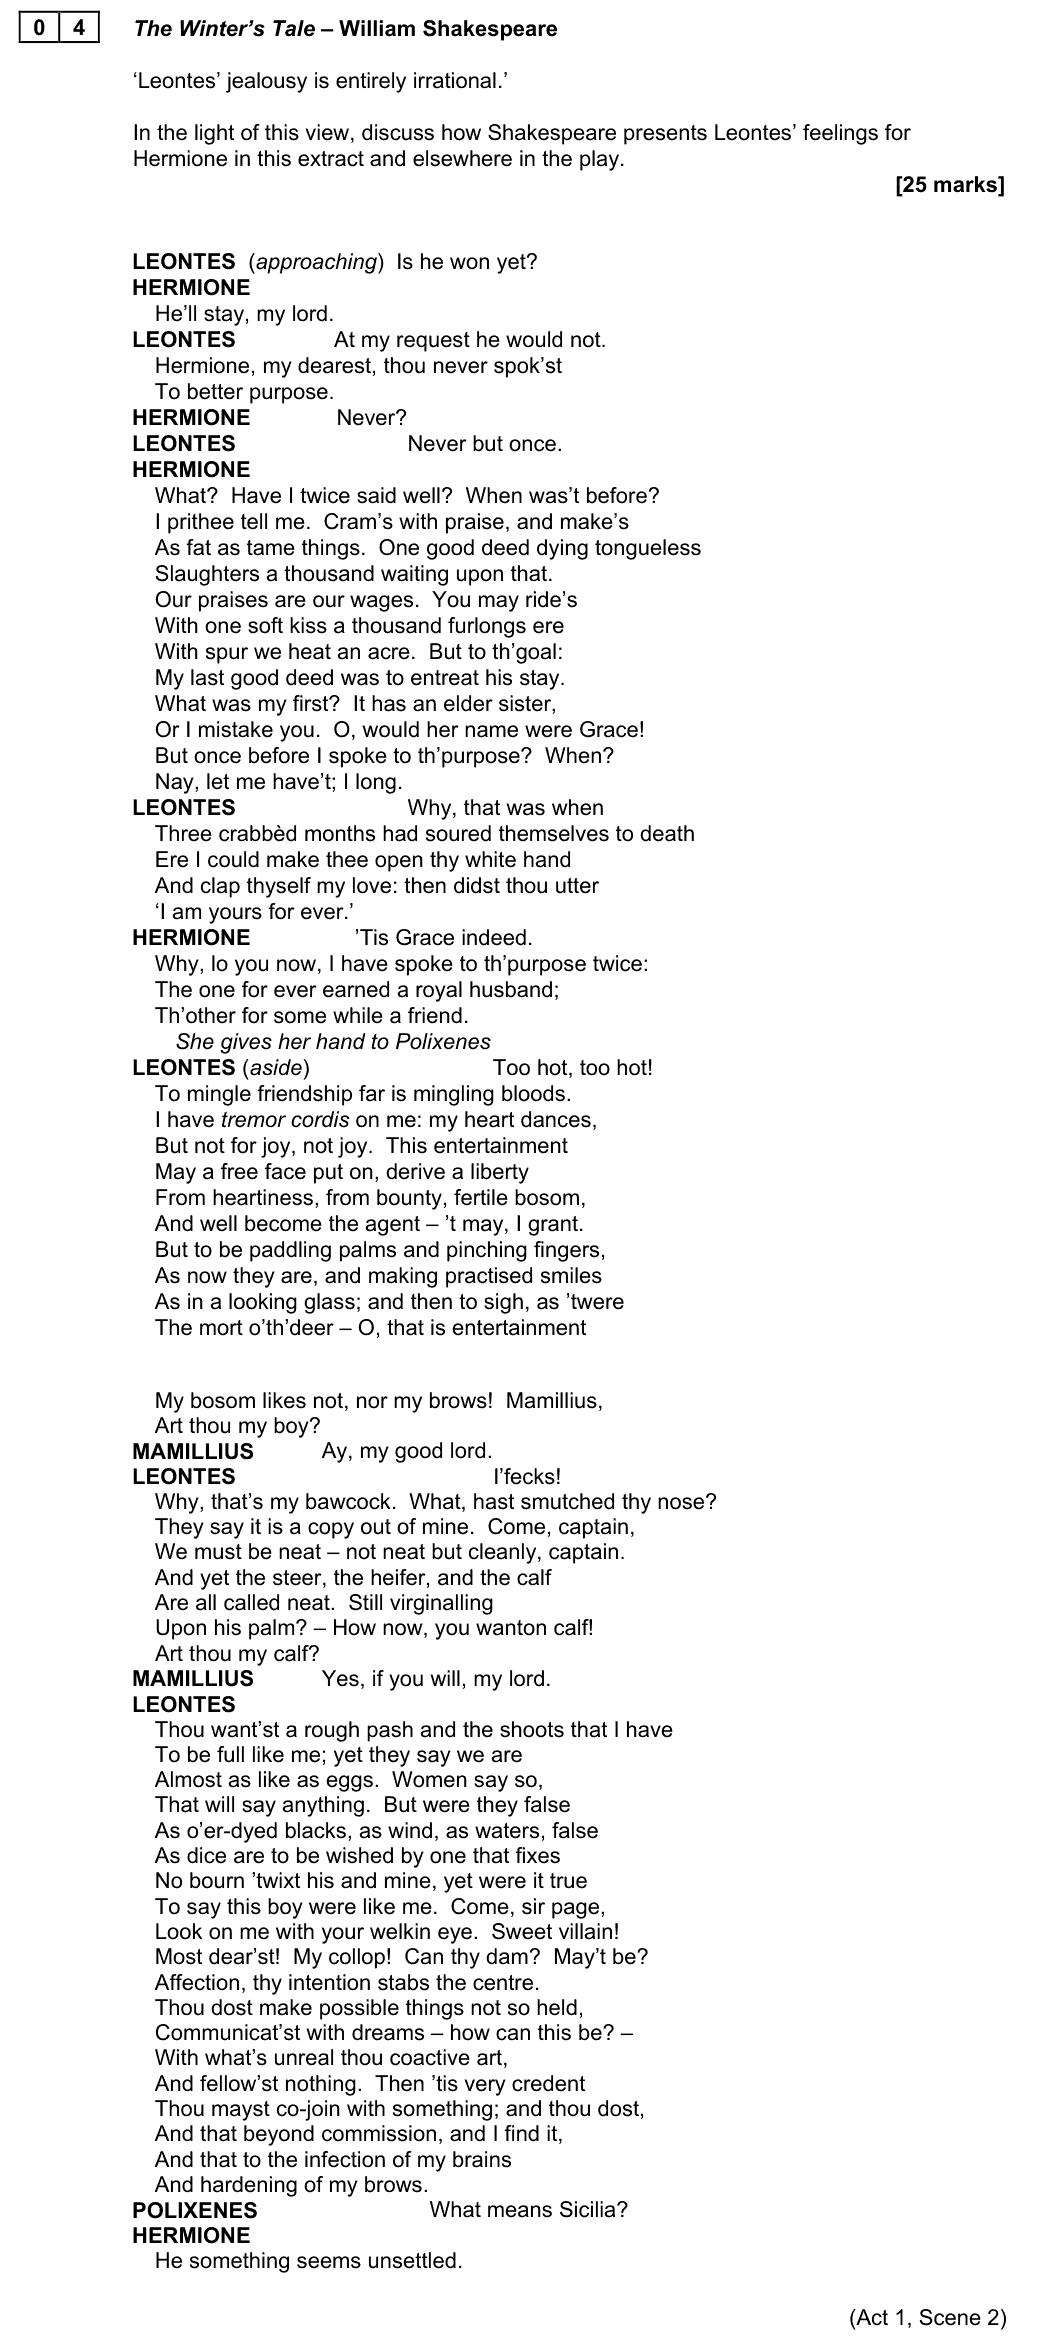 0 4 The Winter’s Tale – William Shakespeare
‘Leontes’ jealousy is entirely irrational.’
In the light of this view, discuss how Shakespeare presents Leontes’ feelings for
Hermione in this extract and elsewhere in the play.
[25 marks]
LEONTES (approaching) Is he won yet?
HERMIONE
He’ll stay, my lord.
LEONTES At my request he would not.
Hermione, my dearest, thou never spok’st
To better purpose.
HERMIONE Never?
LEONTES Never but once.
HERMIONE
What? Have I twice said well? When was’t before?
I prithee tell me. Cram’s with praise, and make’s
As fat as tame things. One good deed dying tongueless
Slaughters a thousand waiting upon that.
Our praises are our wages. You may ride’s
With one soft kiss a thousand furlongs ere
With spur we heat an acre. But to th’goal:
My last good deed was to entreat his stay.
What was my first? It has an elder sister,
Or I mistake you. O, would her name were Grace!
But once before I spoke to th’purpose? When?
Nay, let me have’t; I long.
LEONTES Why, that was when
Three crabbèd months had soured themselves to death
Ere I could make thee open thy white hand
And clap thyself my love: then didst thou utter
‘I am yours for ever.’
HERMIONE ’Tis Grace indeed.
Why, lo you now, I have spoke to th’purpose twice:
The one for ever earned a royal husband;
Th’other for some while a friend.
She gives her hand to Polixenes
LEONTES (aside) Too hot, too hot!
To mingle friendship far is mingling bloods.
I have tremor cordis on me: my heart dances,
But not for joy, not joy. This entertainment
May a free face put on, derive a liberty
From heartiness, from bounty, fertile bosom,
And well become the agent – ’t may, I grant.
But to be paddling palms and pinching fingers,
As now they are, and making practised smiles
As in a looking glass; and then to sigh, as ’twere
The mort o’th’deer – O, that is entertainment
My bosom likes not, nor my brows! Mamillius,
Art thou my boy?
MAMILLIUS Ay, my good lord.
LEONTES I’fecks!
Why, that’s my bawcock. What, hast smutched thy nose?
They say it is a copy out of mine. Come, captain,
We must be neat – not neat but cleanly, captain.
And yet the steer, the heifer, and the calf
Are all called neat. Still virginalling
Upon his palm? – How now, you wanton calf!
Art thou my calf?
MAMILLIUS Yes, if you will, my lord.
LEONTES
Thou want’st a rough pash and the shoots that I have
To be full like me; yet they say we are
Almost as like as eggs. Women say so,
That will say anything. But were they false
As o’er-dyed blacks, as wind, as waters, false
As dice are to be wished by one that fixes
No bourn ’twixt his and mine, yet were it true
To say this boy were like me. Come, sir page,
Look on me with your welkin eye. Sweet villain!
Most dear’st! My collop! Can thy dam? May’t be?
Affection, thy intention stabs the centre.
Thou dost make possible things not so held,
Communicat’st with dreams – how can this be? –
With what’s unreal thou coactive art,
And fellow’st nothing. Then ’tis very credent
Thou mayst co-join with something; and thou dost,
And that beyond commission, and I find it,
And that to the infection of my brains
And hardening of my brows.
POLIXENES What means Sicilia?
HERMIONE
He something seems unsettled.
(Act 1, Scene 2)